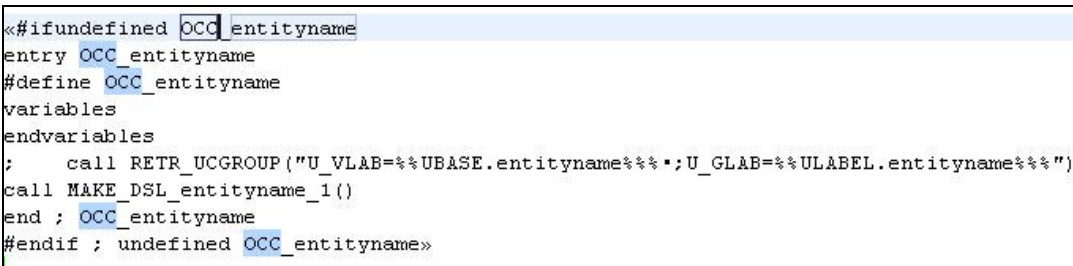 «#ifundefined OCC_entityname
entry OCC_entityname
#define OCC_entityname
variables
endvariables
;    call RETR_UCGROUP("U_VLAB=%%UBASE.entityname%%%·;U_GLAB=%%ULABEL.entityname%%%")
call MAKE_DSL_entityname_1()
end ; OCC_entityname
#endif ; undefined OCC_entityname»